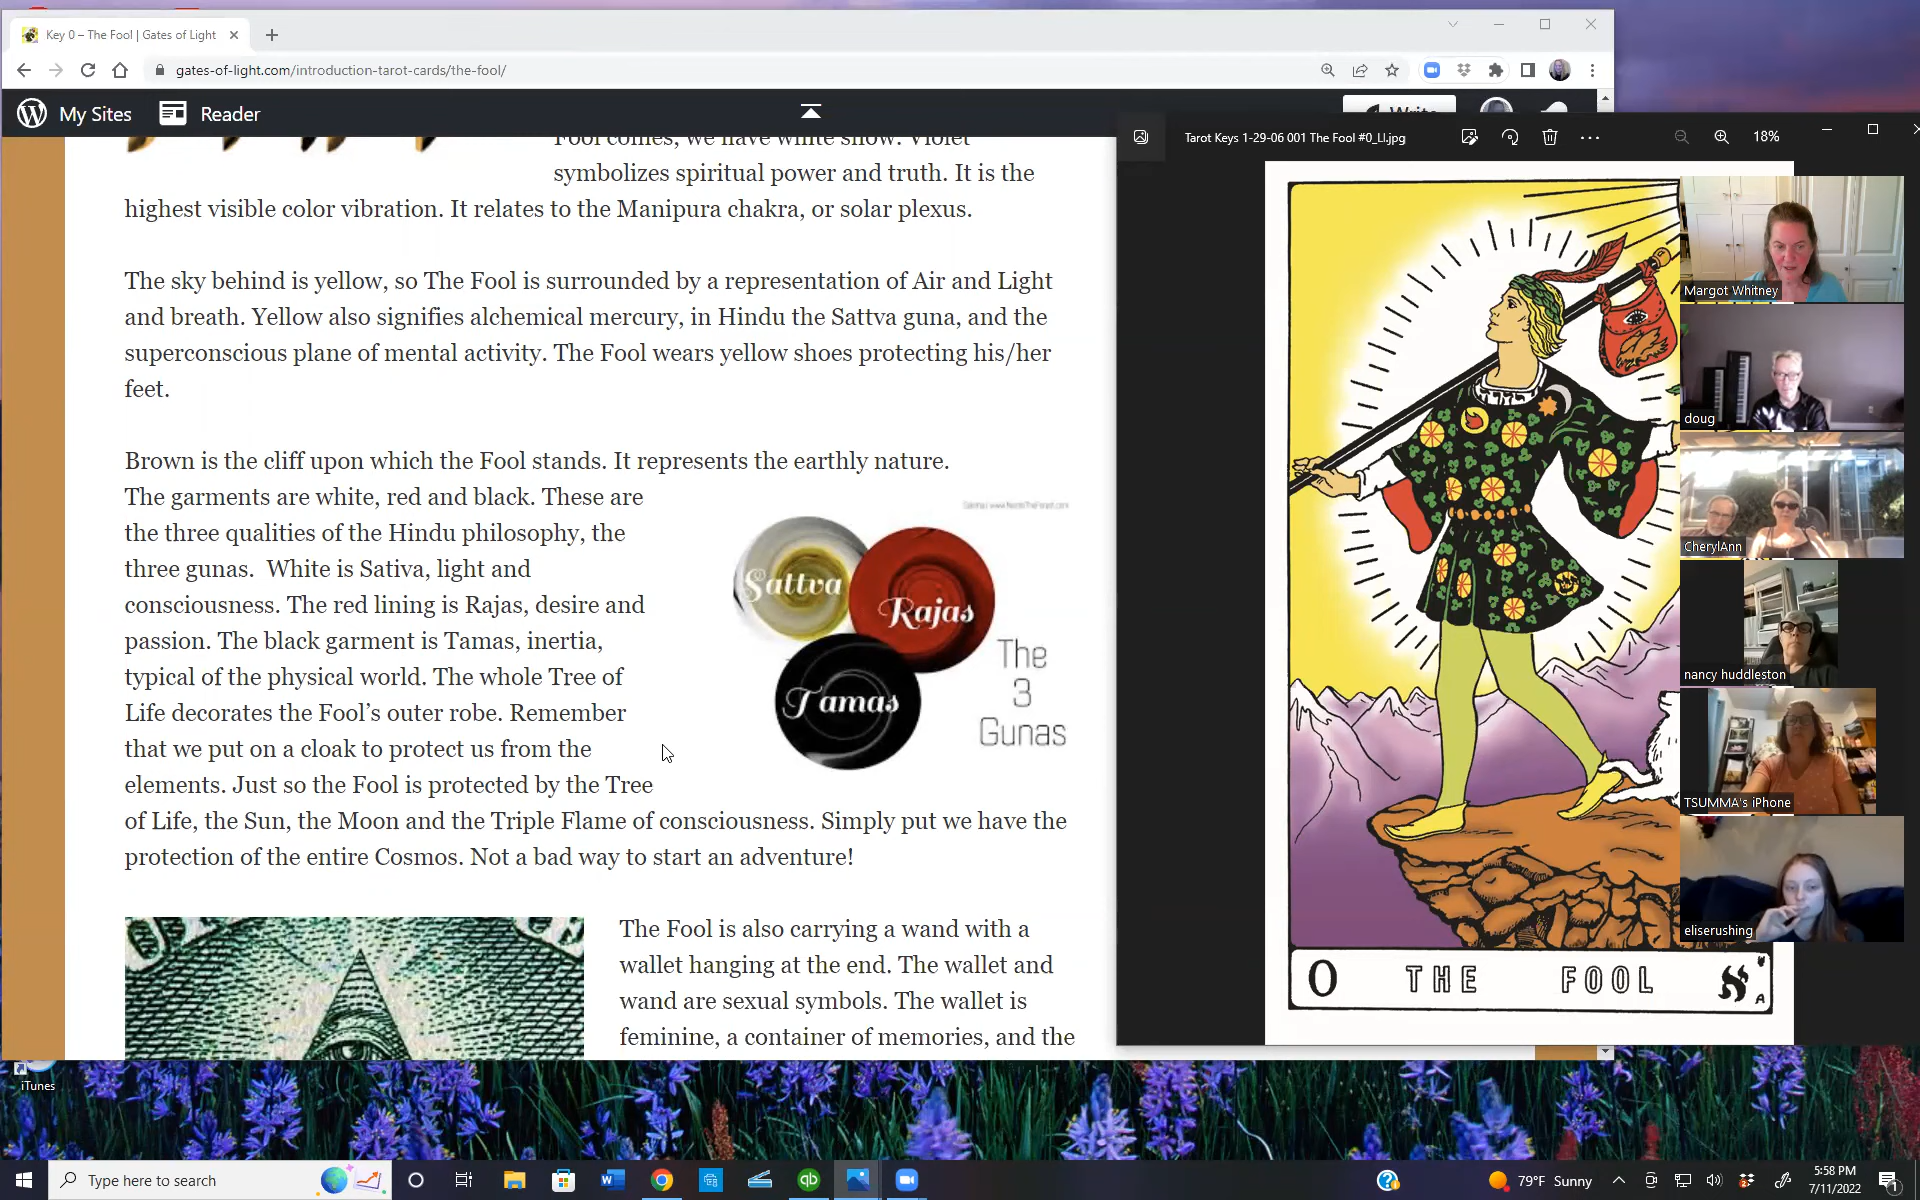 Key 0 – The Fool | Gates of Light
gates-of-light.com/introduction-tarot-cards/the-fool/
My Sites
Reader
Write
Fool comes, we have white snow. Violet
symbolizes spiritual power and truth. It is the
highest visible color vibration. It relates to the Manipura chakra, or solar plexus.
The sky behind is yellow, so The Fool is surrounded by a representation of Air and Light
and breath. Yellow also signifies alchemical mercury, in Hindu the Sattva guna, and the
superconscious plane of mental activity. The Fool wears yellow shoes protecting his/her
feet.
Brown is the cliff upon which the Fool stands. It represents the earthly nature.
The garments are white, red and black. These are
the three qualities of the Hindu philosophy, the
three gunas.  White is Sativa, light and
consciousness. The red lining is Rajas, desire and
passion. The black garment is Tamas, inertia,
typical of the physical world. The whole Tree of
Life decorates the Fool’s outer robe. Remember
that we put on a cloak to protect us from the
elements. Just so the Fool is protected by the Tree
of Life, the Sun, the Moon and the Triple Flame of consciousness. Simply put we have the
protection of the entire Cosmos. Not a bad way to start an adventure!
Sattva
Rajas
Tamas
The
3
Gunas
The Fool is also carrying a wand with a
wallet hanging at the end. The wallet and
wand are sexual symbols. The wallet is
feminine, a container of memories, and the
Tarot Keys 1-29-06 001 The Fool #0_LI.jpg
18%
0 THE FOOL א
A
Margot Whitney
doug
CherylAnn
nancy huddleston
TSUMMA's iPhone
eliserushing
iTunes
Type here to search
79°F Sunny
5:58 PM
7/11/2022
1